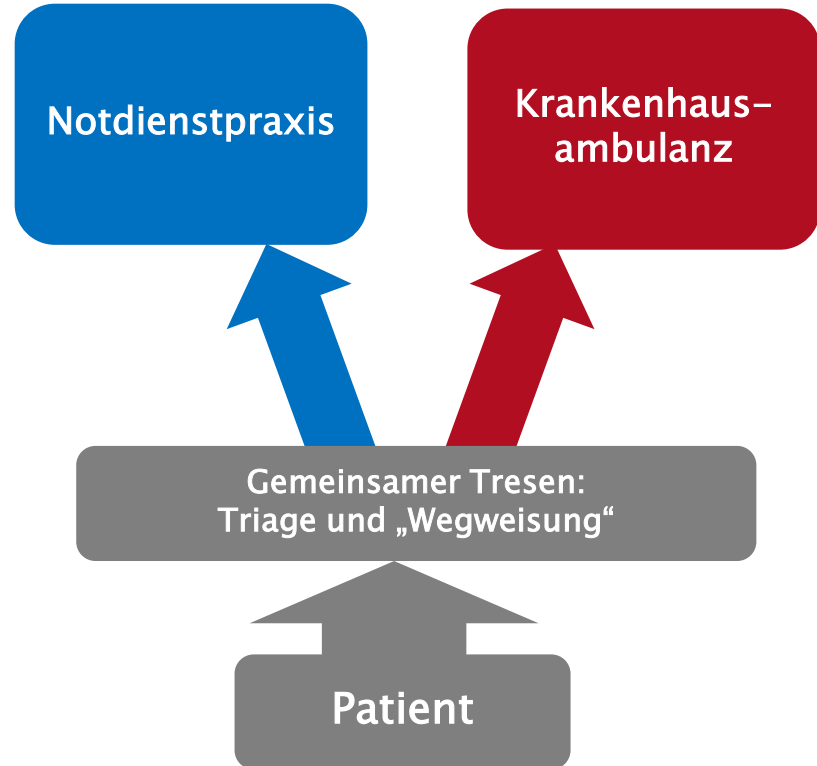 Notdienstpraxis
Krankenhaus-
ambulanz
Gemeinsamer Tresen:
Triage und „Wegweisung“
Patient